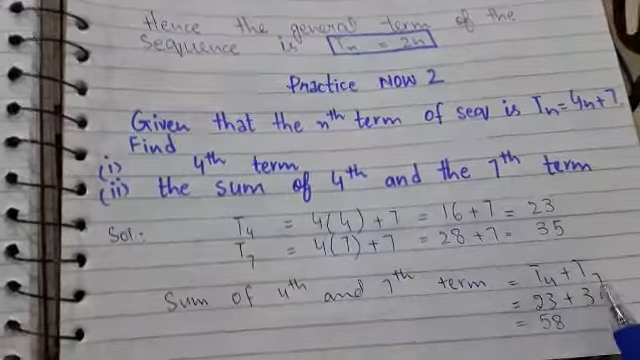 Hence the general term of the
sequence is Tn = 2n
Practice NOW 2
Given that the nth term of seq is Tn=4n+7.
Find
(i) 4th term
(ii) the sum of 4th and the 7th term
Sol: T4 = 4(4)+7 = 16+7 = 23
T7 = 4(7)+7 = 28+7= 35
Sum of 4th and 7th term = T4 + T7
= 23 + 3
= 58